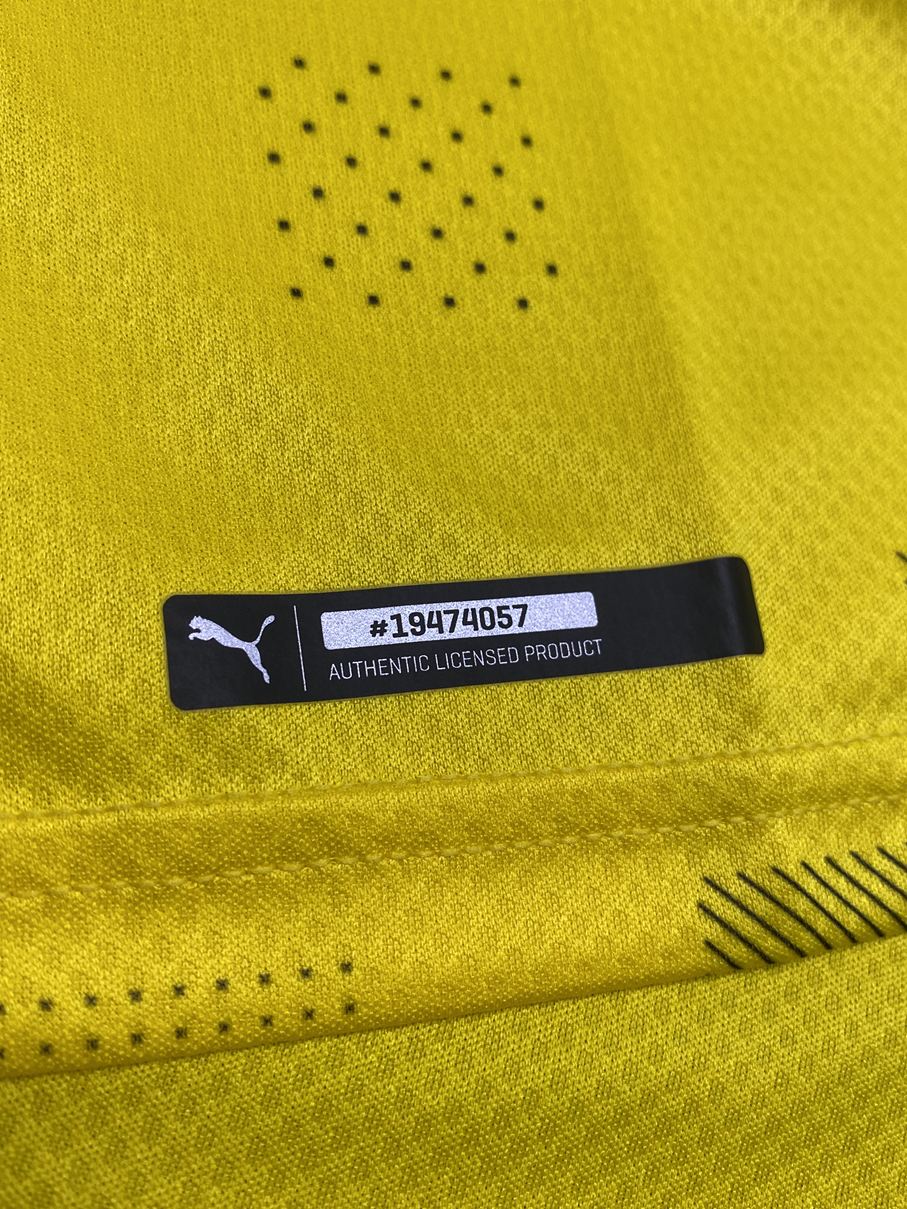 #19474057
AUTHENTIC LICENSED PRODUCT